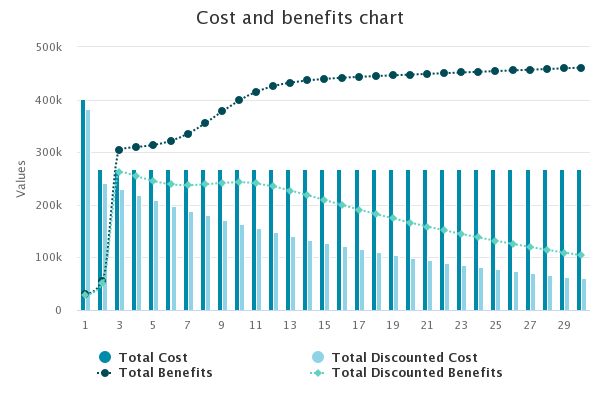 Cost and benefits chart
500k
400k
300k
200k
100k
0
Values
1 3 5 7 9 11 13 15 17 19 21 23 25 27 29
Total Cost Total Discounted Cost
Total Benefits Total Discounted Benefits